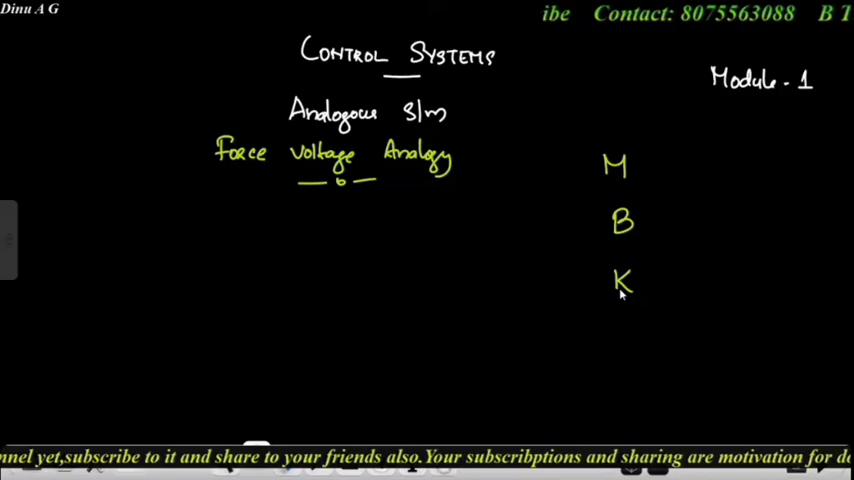 Dinu A G
ibe Contact: 8075563088 B T
CONTROL SYSTEMS
Module - 1
Analogous S/m
Force Voltage Analogy
M
B
K
nnel yet,subscribe to it and share to your friends also.Your subscribptions and sharing are motivation for do